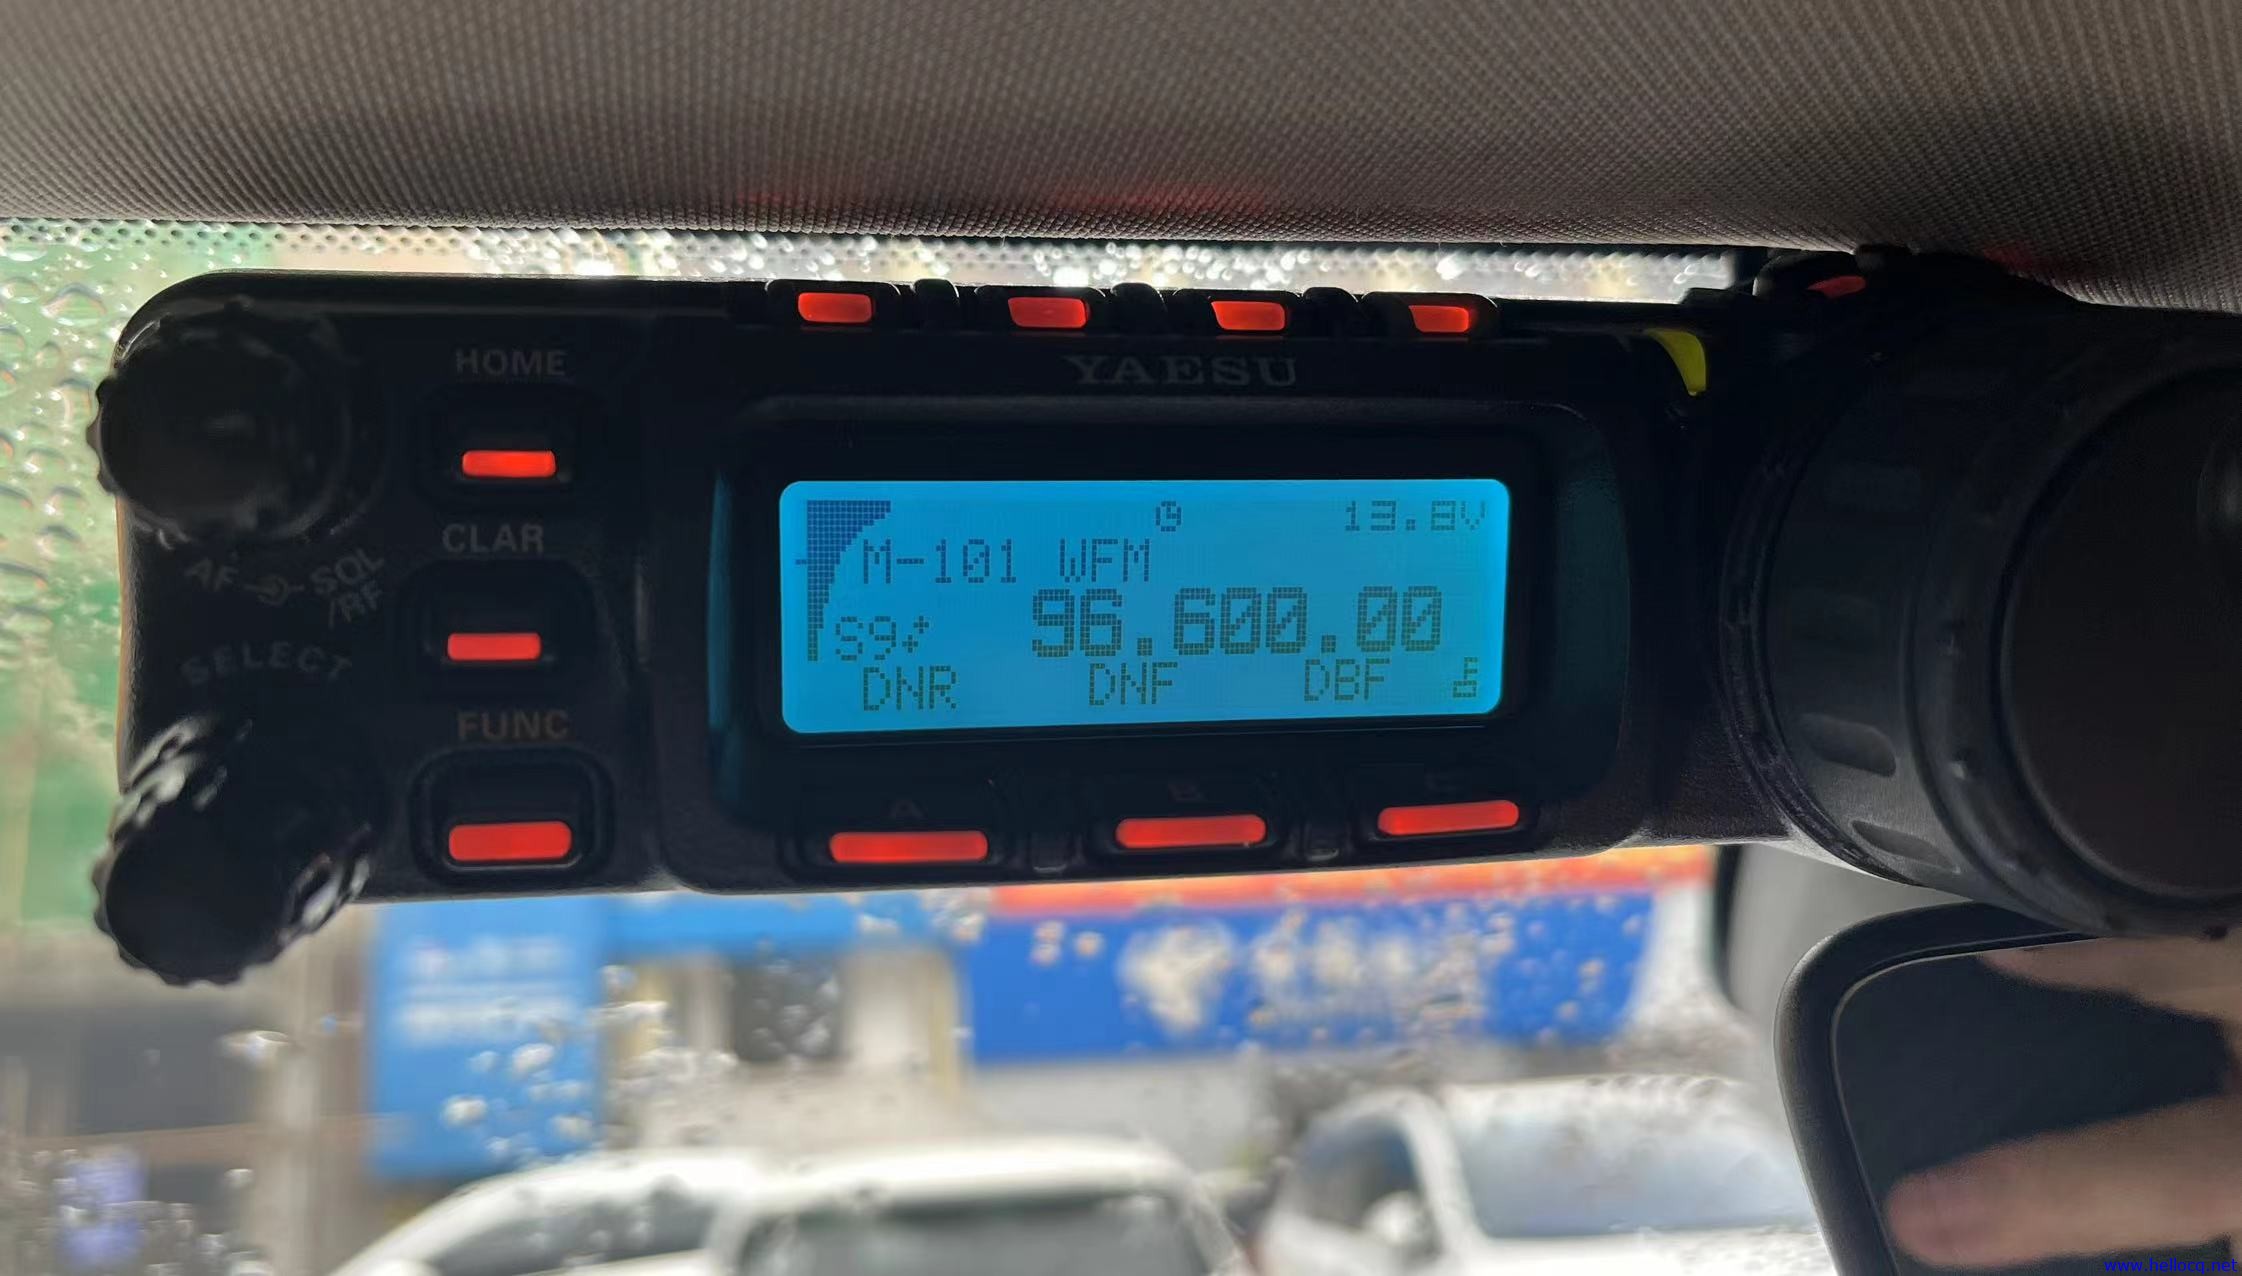 HOME
YAESU
CLAR
AF SQL
/RF
SELECT
FUNC
13.8V
M-101 WFM
S9+ 96.600.00
DNR DNF DBF
A B C
www.hellocq.net